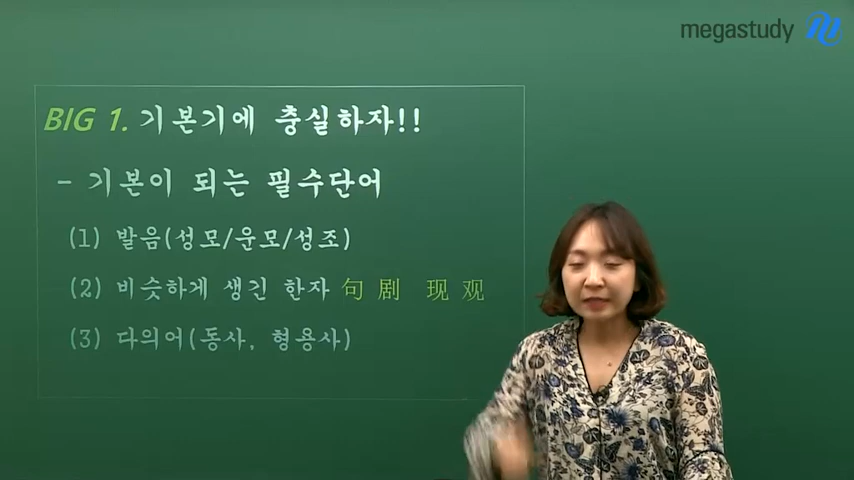 megastudy
BIG 1. 기본기에 충실하자!!
- 기본이 되는 필수단어
(1) 발음(성모/운모/성조)
(2) 비슷하게 생긴 한자 句 剧 现 观
(3) 다의어(동사, 형용사)